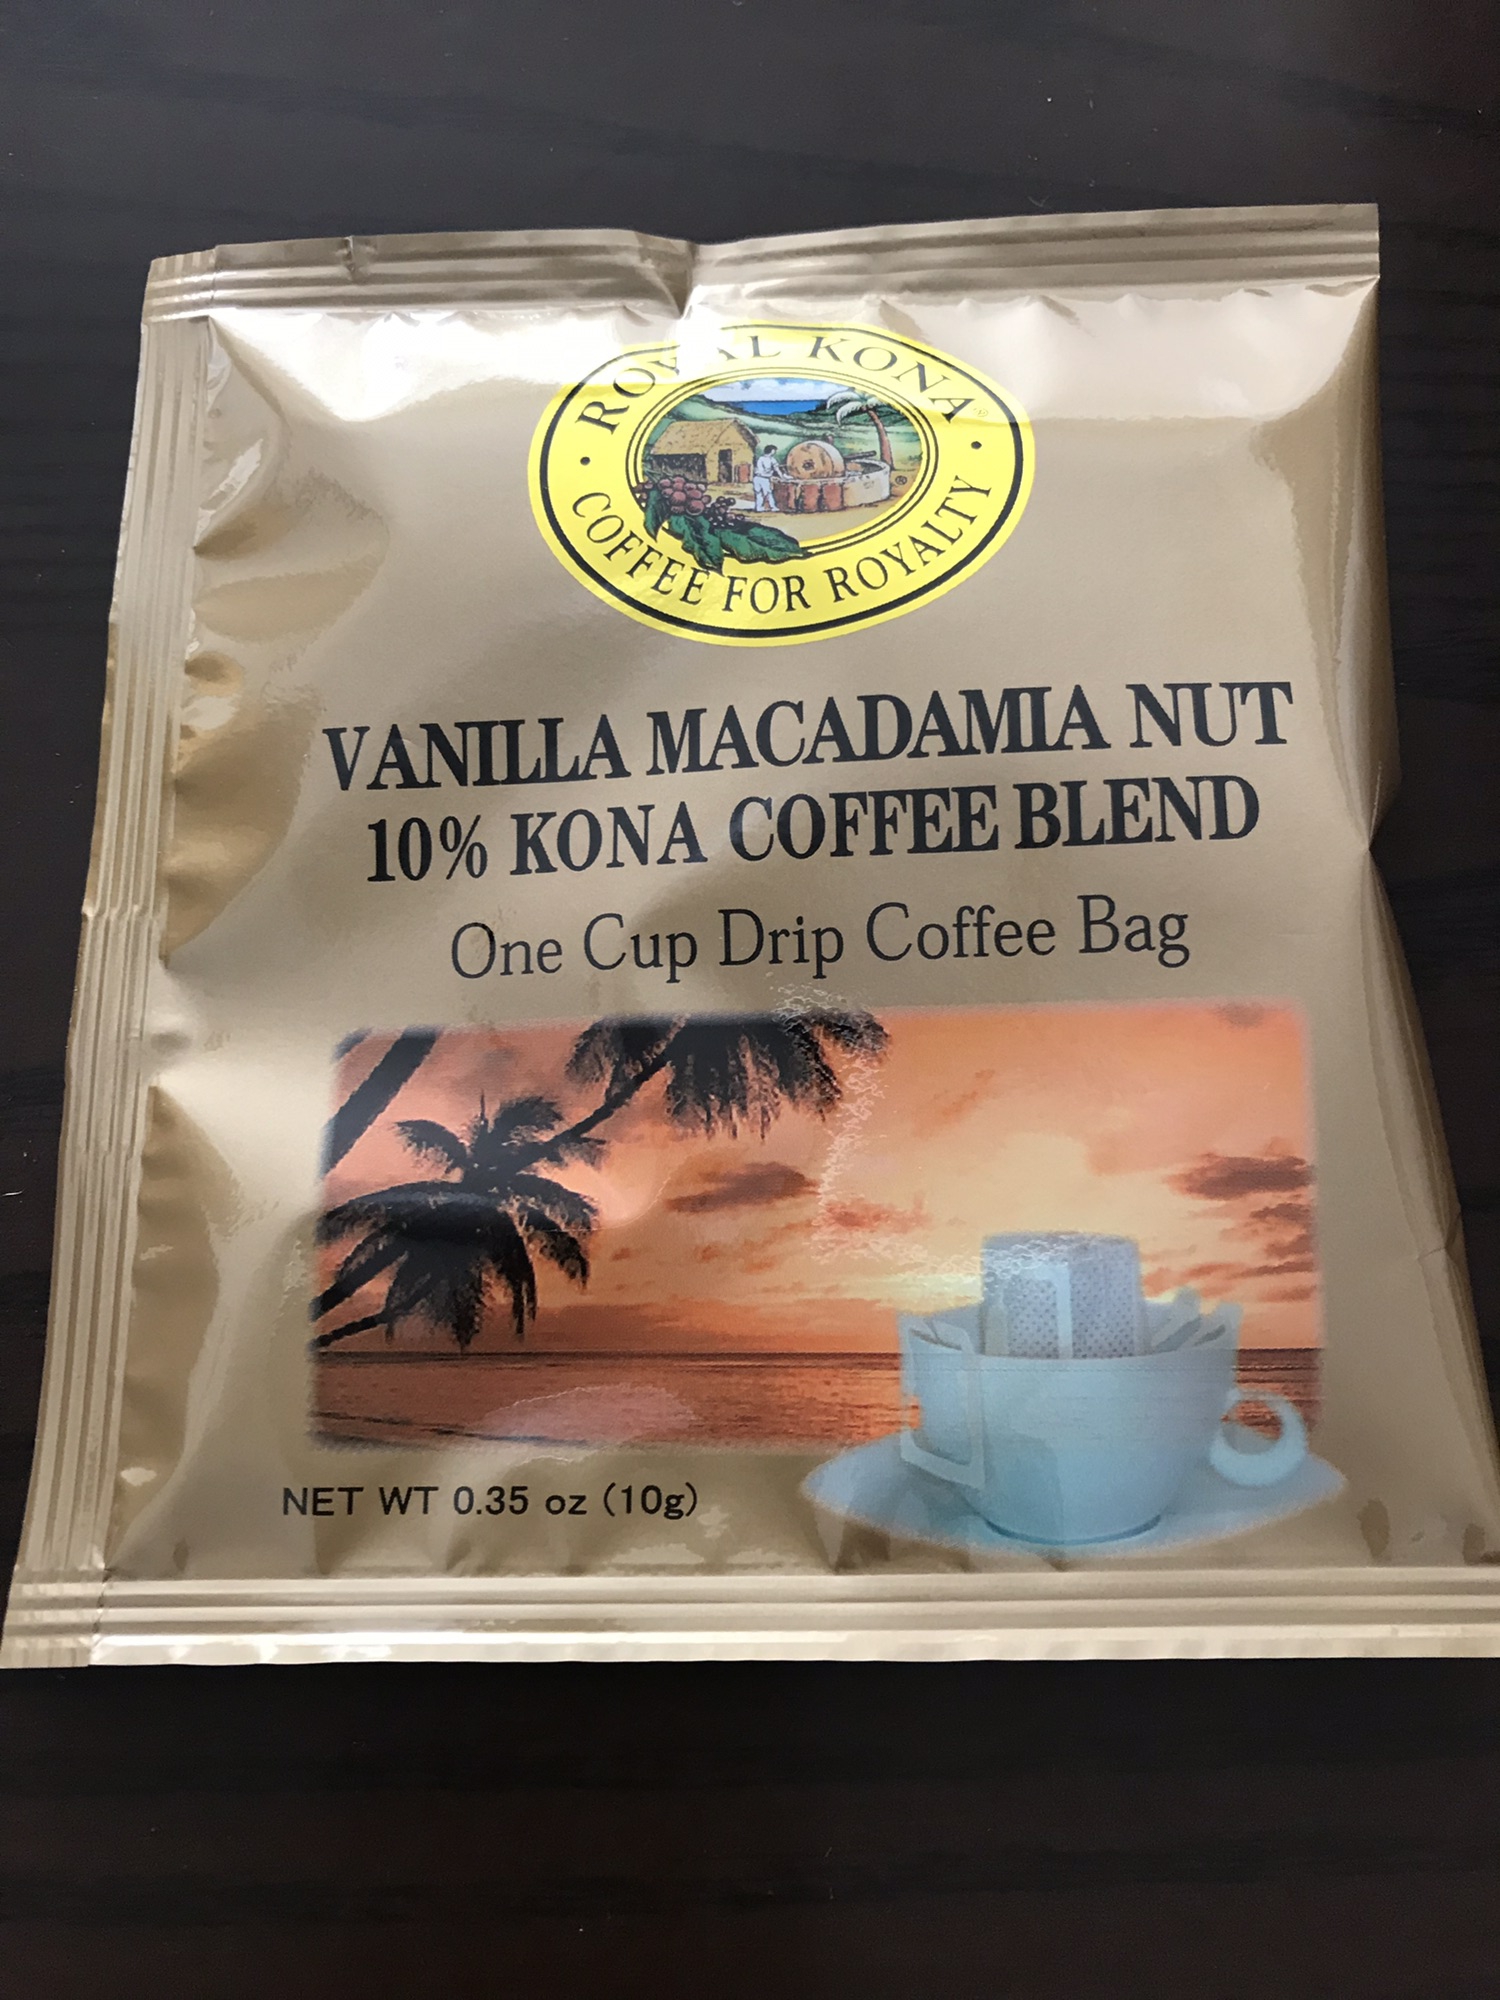 ROYAL KONA®
· COFFEE FOR ROYALTY ·
®
VANILLA MACADAMIA NUT
10% KONA COFFEE BLEND
One Cup Drip Coffee Bag
NET WT 0.35 oz (10g)